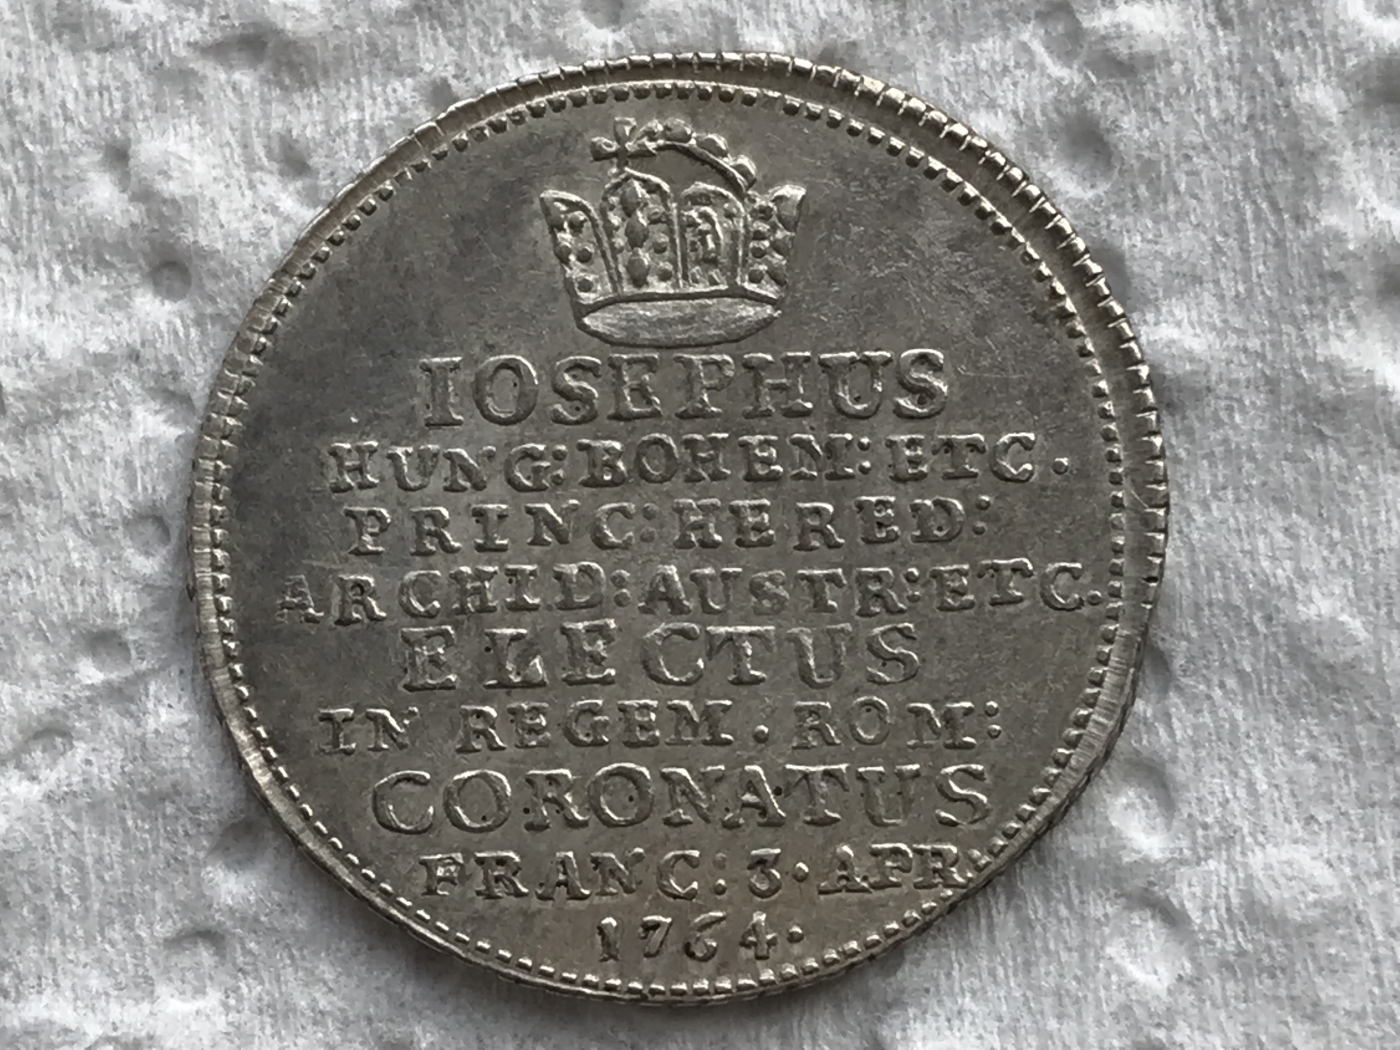 IOSEPHUS
HUNG:BOHEM:ETC.
PRINC:HERED:
ARCHID:AUSTR:ETC.
ELECTUS
IN REGEM.ROM:
CORONATUS
FRANC:3.APR:
1764.